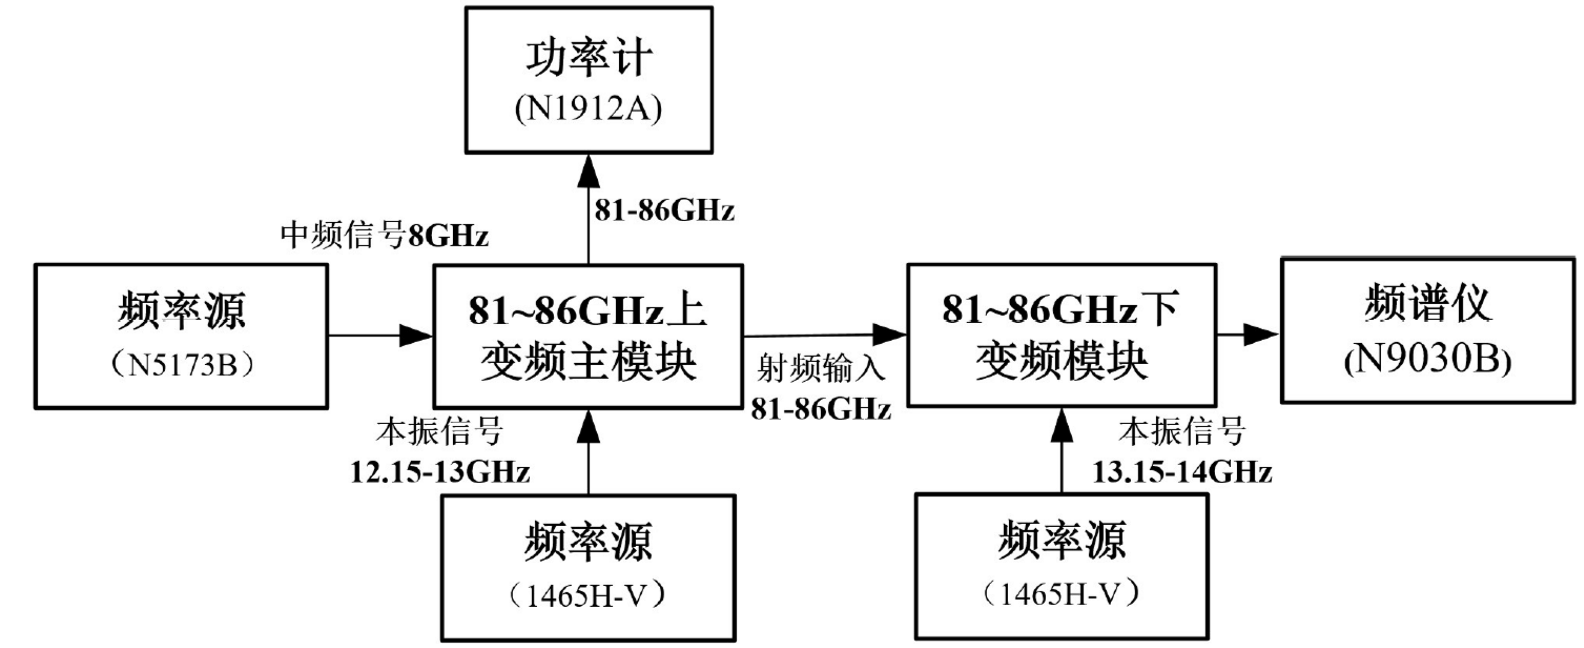 功率计
(N1912A)
81-86GHz
中频信号8GHz
频率源
（N5173B）
81~86GHz上
变频主模块
射频输入
81-86GHz
81~86GHz下
变频模块
频谱仪
(N9030B)
本振信号
12.15-13GHz
本振信号
13.15-14GHz
频率源
（1465H-V）
频率源
（1465H-V）